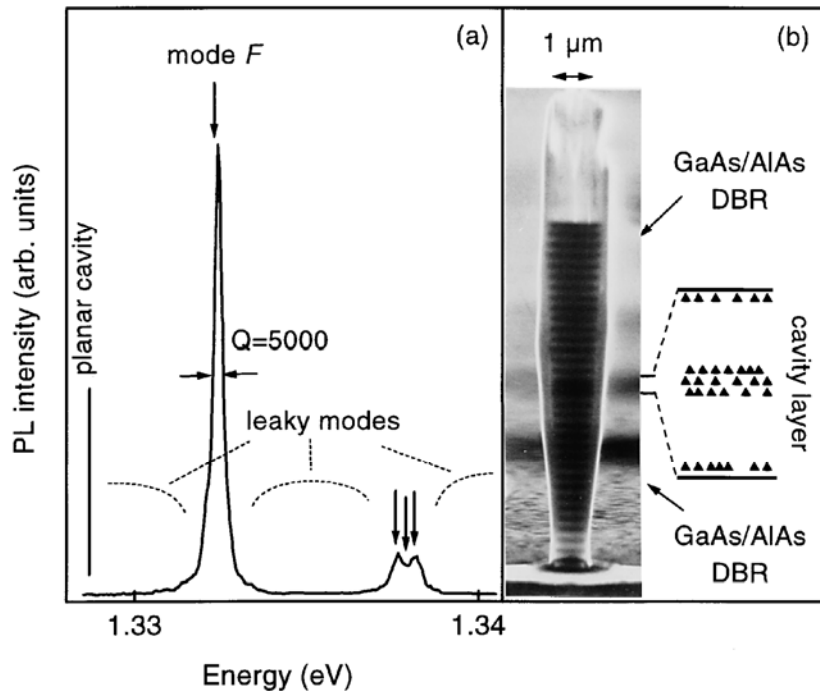 (a)
mode F
PL intensity (arb. units)
planar cavity
Q=5000
leaky modes
1.33
1.34
Energy (eV)
(b)
1 µm
GaAs/AlAs
DBR
cavity layer
GaAs/AlAs
DBR